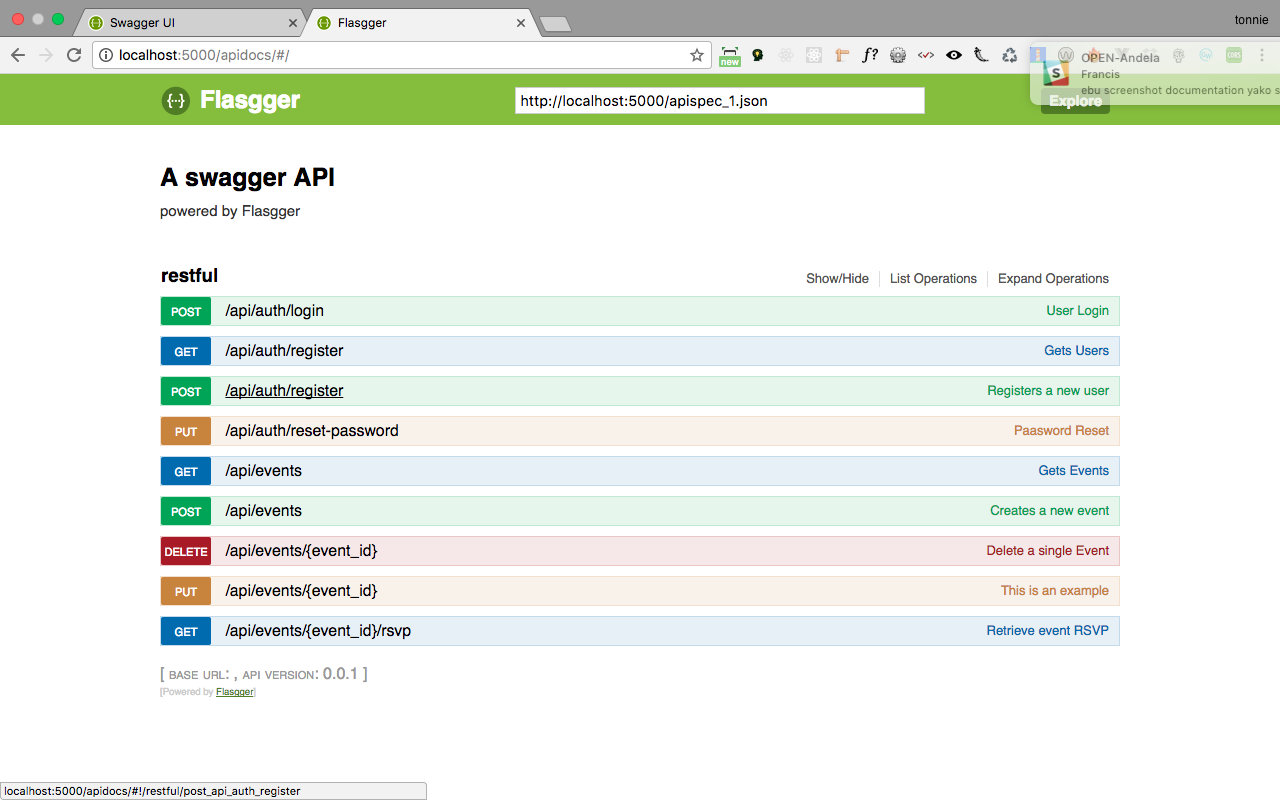 Swagger UI
Flasgger
tonnie
localhost:5000/apidocs/#/
new
f?
OPEN-Andela
Francis
ebu screenshot documentation yako s
{··} Flasgger
http://localhost:5000/apispec_1.json
Explore
A swagger API
powered by Flasgger
restful
Show/Hide
List Operations
Expand Operations
POST /api/auth/login User Login
GET /api/auth/register Gets Users
POST /api/auth/register Registers a new user
PUT /api/auth/reset-password Paasword Reset
GET /api/events Gets Events
POST /api/events Creates a new event
DELETE /api/events/{event_id} Delete a single Event
PUT /api/events/{event_id} This is an example
GET /api/events/{event_id}/rsvp Retrieve event RSVP
[ BASE URL: , API VERSION: 0.0.1 ]
[Powered by Flasgger]
localhost:5000/apidocs/#!/restful/post_api_auth_register